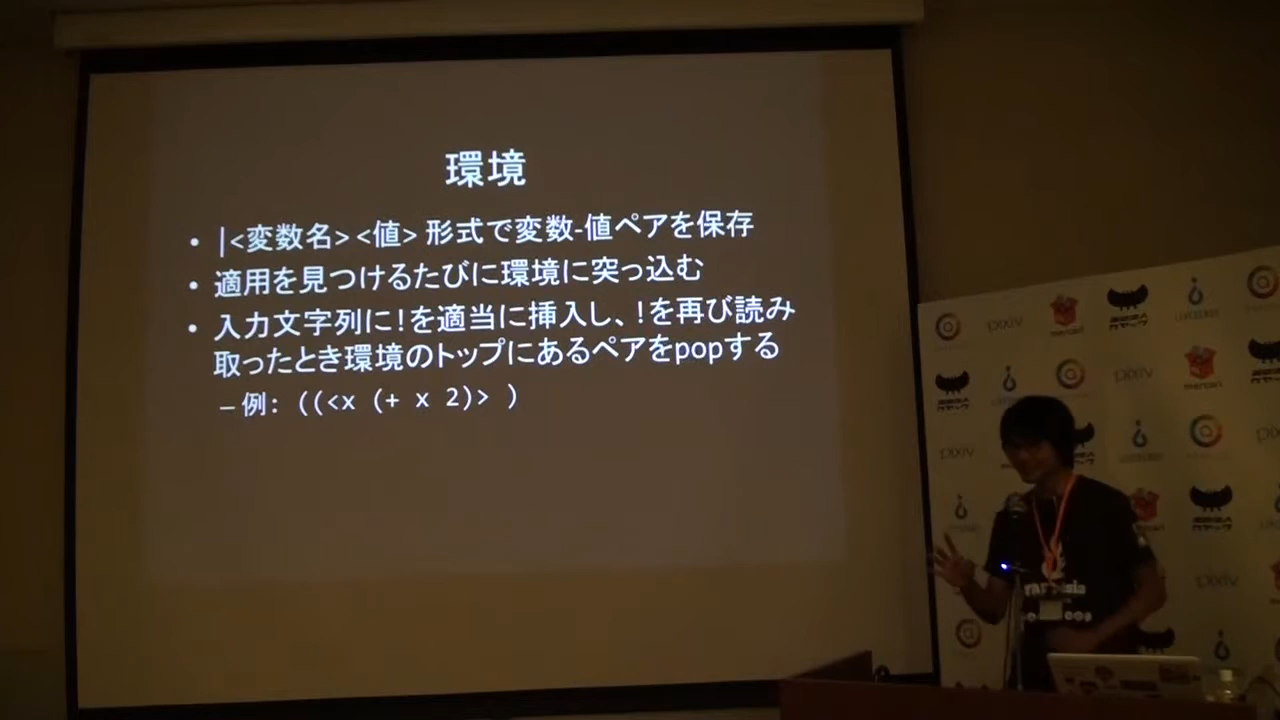 環境
• |<変数名> <値> 形式で変数-値ペアを保存
• 適用を見つけるたびに環境に突っ込む
• 入力文字列に!を適当に挿入し、!を再び読み
取ったとき環境のトップにあるペアをpopする
– 例: ((<x (+ x 2)> )
pixiv
mercari
pixiv
mercari
pixiv
pixiv